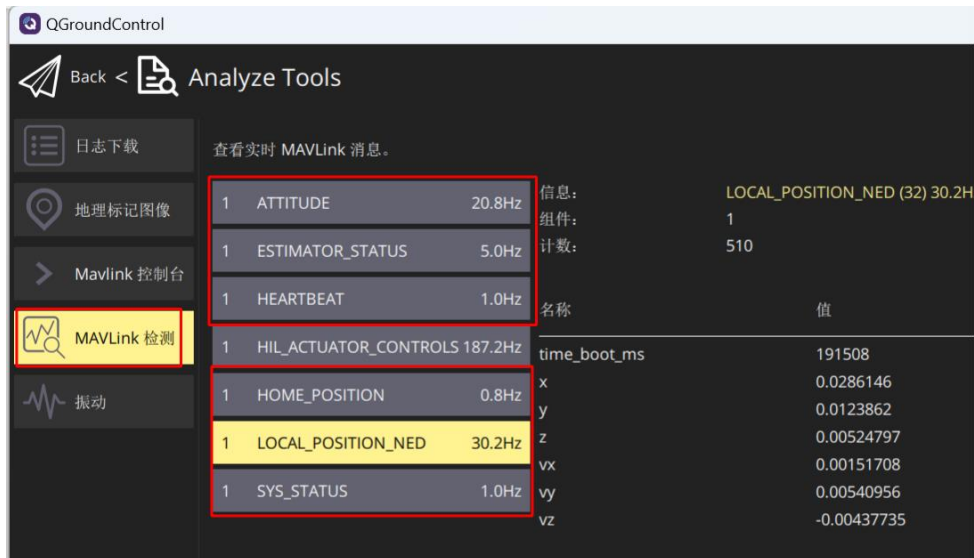 QGroundControl
Back < Analyze Tools
日志下载
地理标记图像
Mavlink 控制台
MAVLink 检测
振动
查看实时 MAVLink 消息。
1 ATTITUDE 20.8Hz
1 ESTIMATOR_STATUS 5.0Hz
1 HEARTBEAT 1.0Hz
1 HIL_ACTUATOR_CONTROLS 187.2Hz
1 HOME_POSITION 0.8Hz
1 LOCAL_POSITION_NED 30.2Hz
1 SYS_STATUS 1.0Hz
信息: LOCAL_POSITION_NED (32) 30.2H
组件: 1
计数: 510
名称 值
time_boot_ms 191508
x 0.0286146
y 0.0123862
z 0.00524797
vx 0.00151708
vy 0.00540956
vz -0.00437735